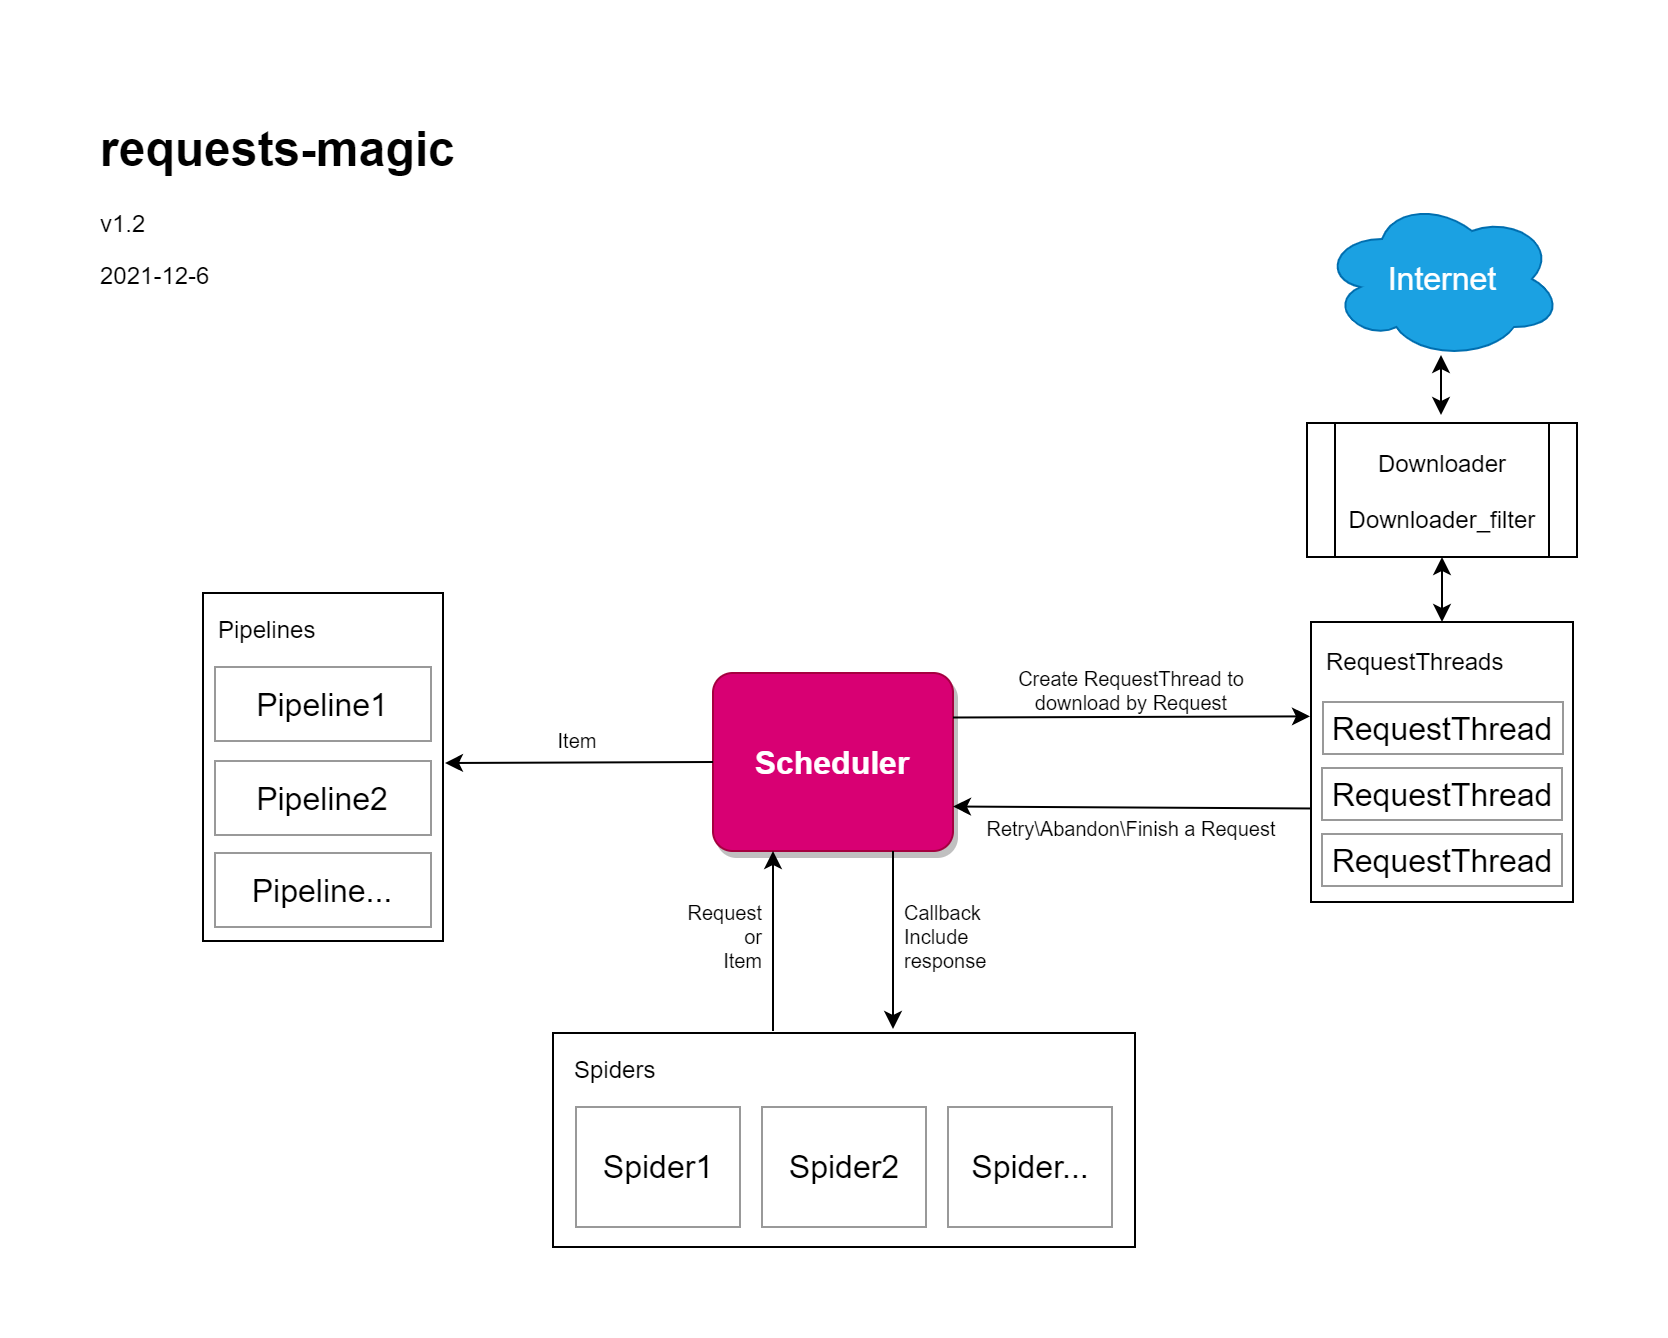 requests-magic
v1.2
2021-12-6
Internet
Downloader
Downloader_filter
Pipelines
Pipeline1
Pipeline2
Pipeline...
Item
Scheduler
Create RequestThread to
download by Request
Retry\Abandon\Finish a Request
RequestThreads
RequestThread
RequestThread
RequestThread
Request
or
Item
Callback
Include
response
Spiders
Spider1
Spider2
Spider...